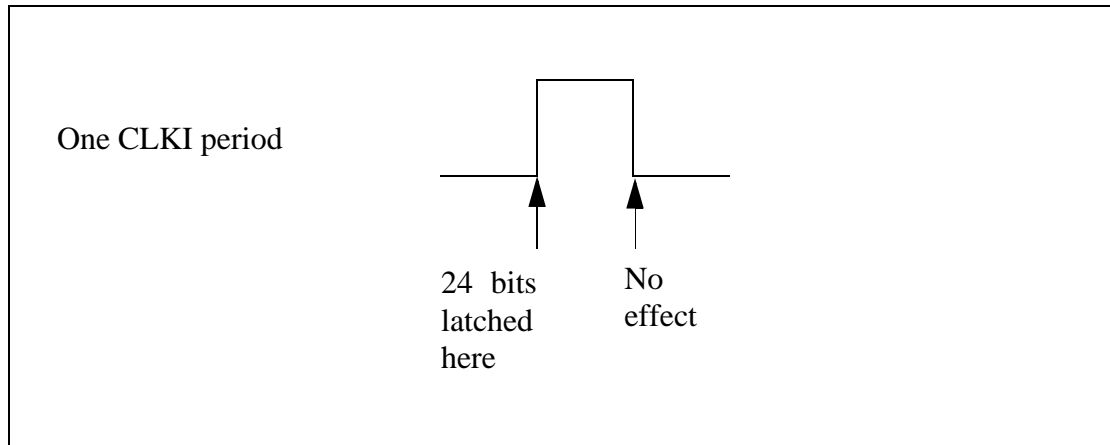 One CLKI period
24 bits
latched
here
No
effect